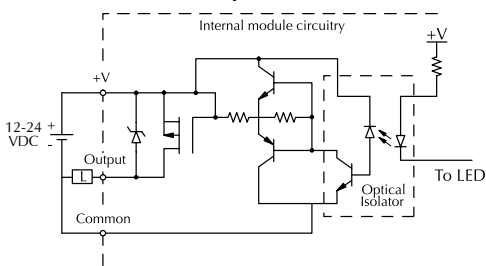 Internal module circuitry
+V
+V
12-24 +
VDC -
Output
L
To LED
Optical
Isolator
Common